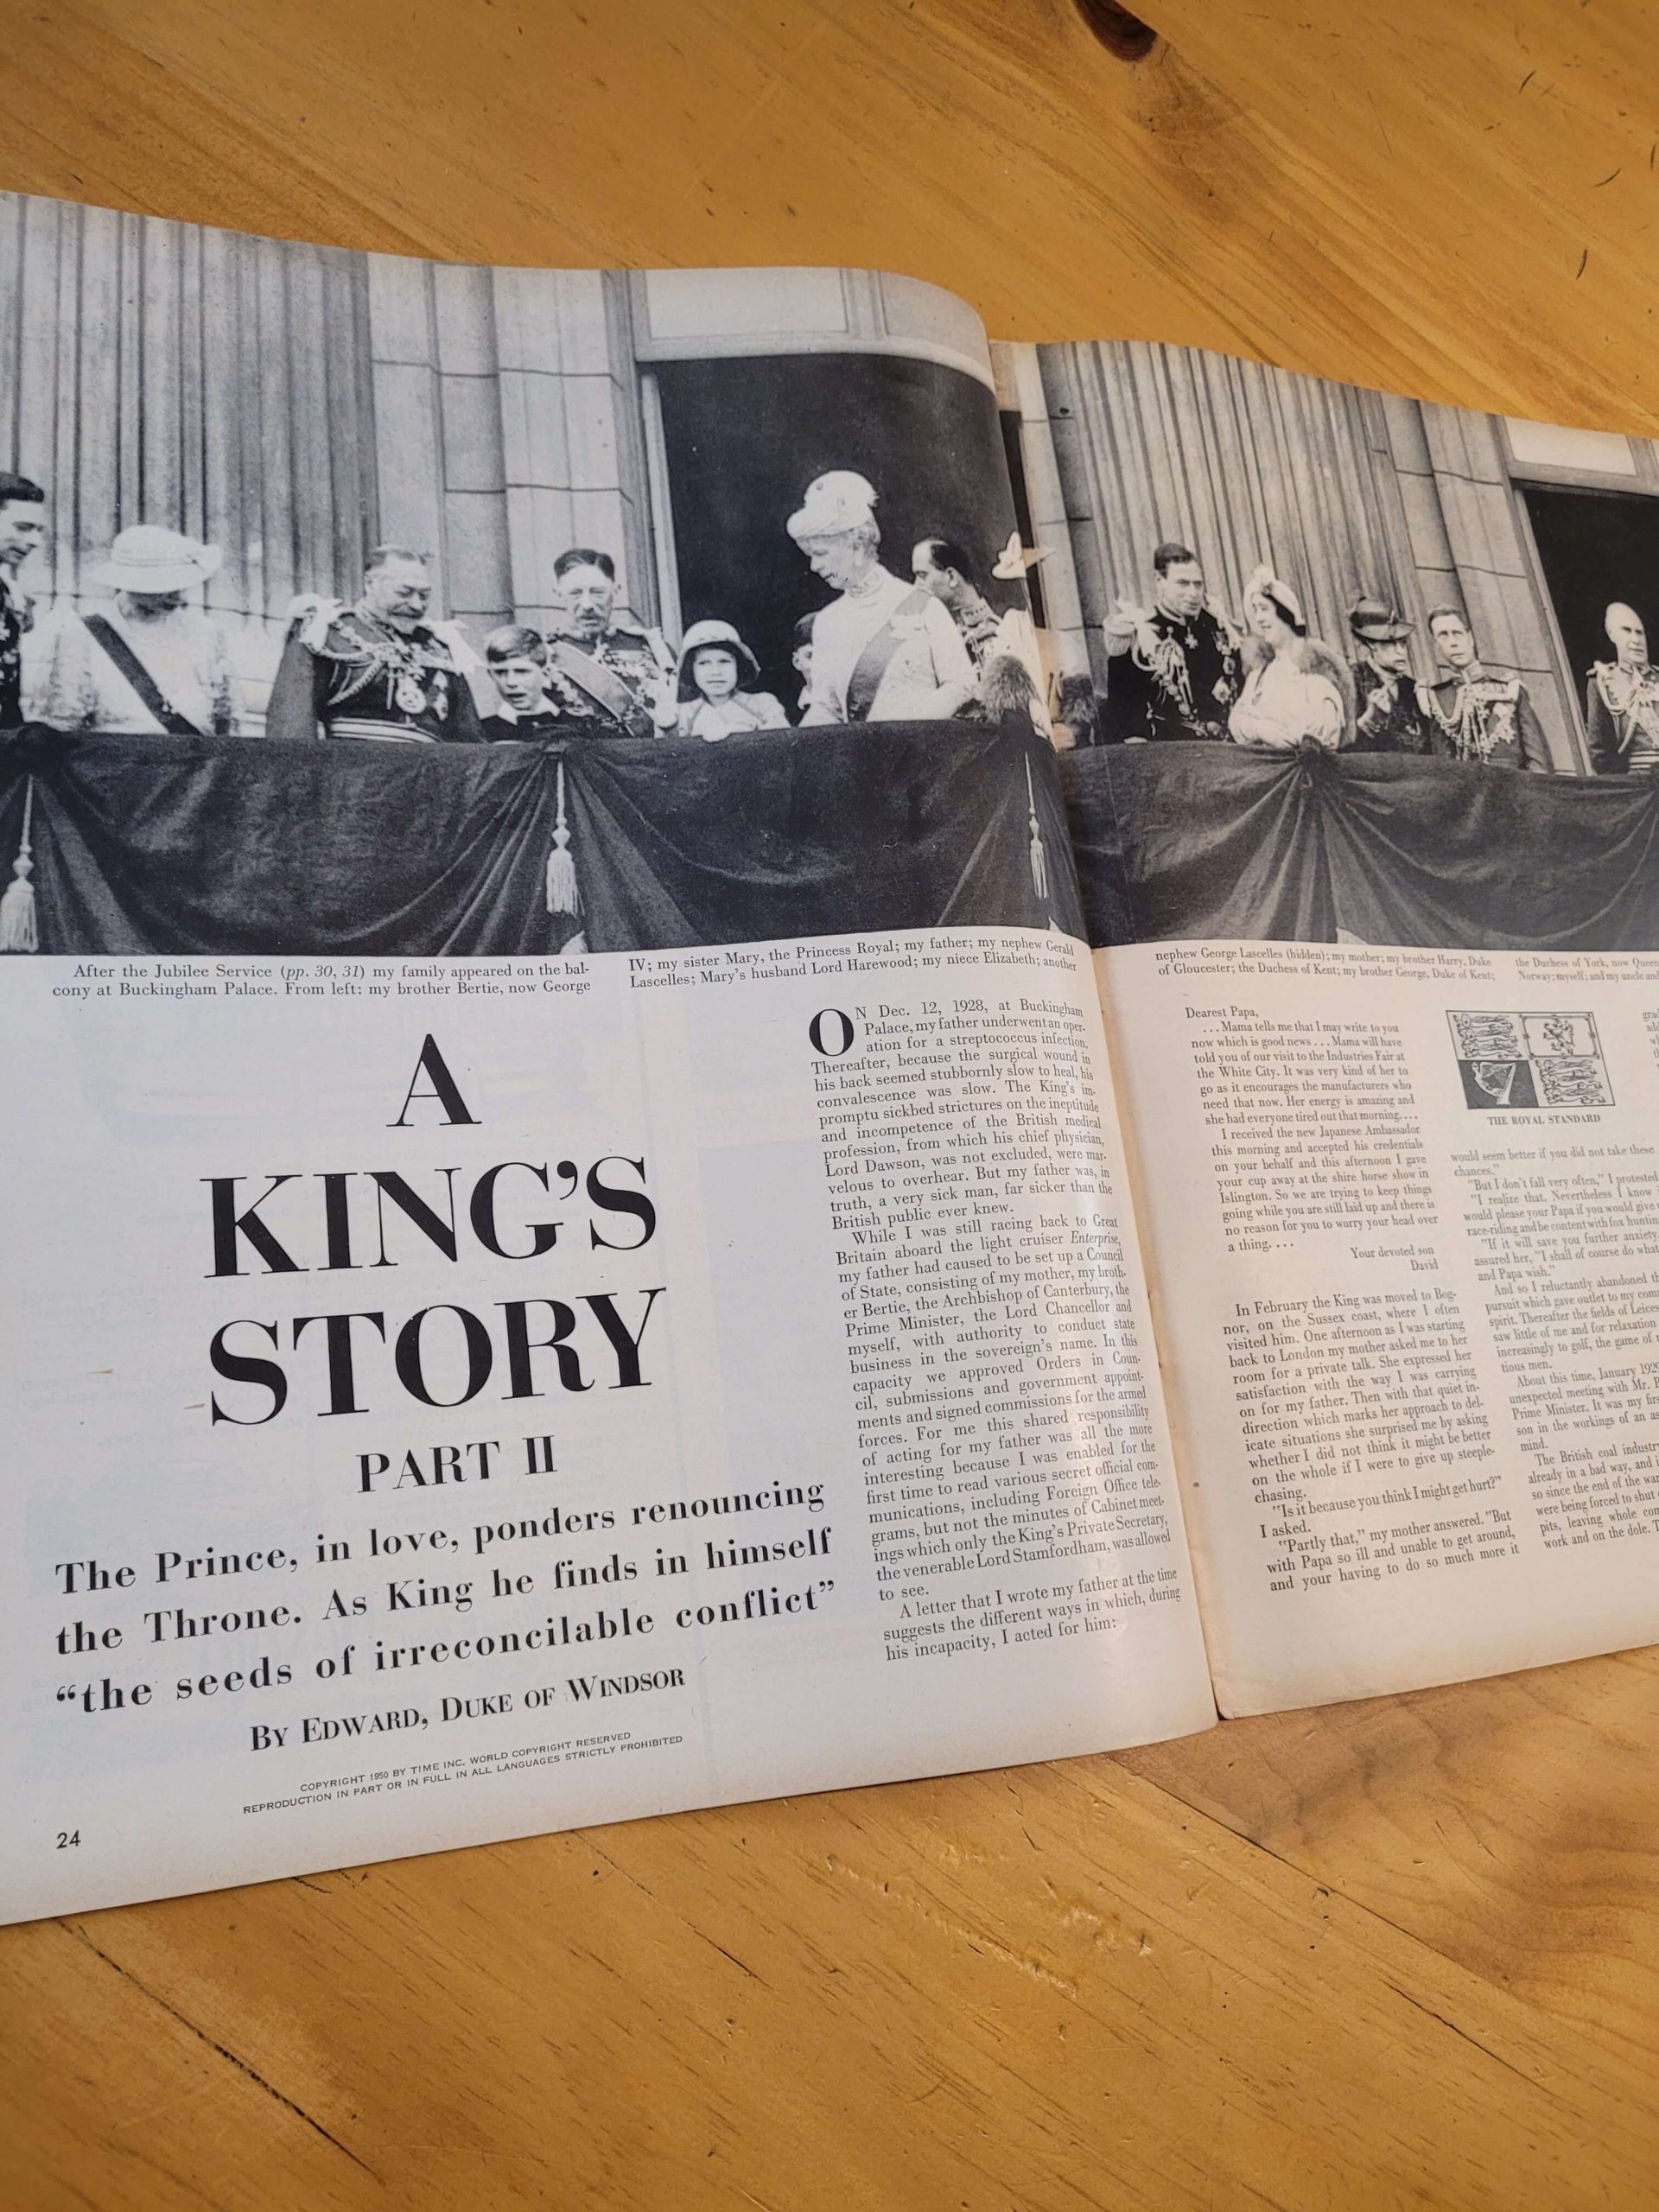 After the Jubilee Service (pp. 30, 31) my family appeared on the bal-
cony at Buckingham Palace. From left: my brother Bertie, now George
IV; my sister Mary, the Princess Royal; my father; my nephew Gerald
Lascelles; Mary's husband Lord Harewood; my niece Elizabeth; another
nephew George Lascelles (hidden); my mother; my brother Harry, Duke
of Gloucester; the Duchess of Kent; my brother George, Duke of Kent;
the Duchess of York, now Queen
Norway; myself; and my uncle and
A
KING'S
STORY
PART II
The Prince, in love, ponders renouncing
the Throne. As King he finds in himself
“the seeds of irreconcilable conflict”
By Edward, Duke of Windsor
COPYRIGHT 1950 BY TIME INC. WORLD COPYRIGHT RESERVED
REPRODUCTION IN PART OR IN FULL IN ALL LANGUAGES STRICTLY PROHIBITED
24
ON Dec. 12, 1928, at Buckingham
Palace, my father underwent an oper-
ation for a streptococcus infection.
Thereafter, because the surgical wound in
his back seemed stubbornly slow to heal, his
convalescence was slow. The King's im-
promptu sickbed strictures on the ineptitude
and incompetence of the British medical
profession, from which his chief physician,
Lord Dawson, was not excluded, were mar-
velous to overhear. But my father was, in
truth, a very sick man, far sicker than the
British public ever knew.
While I was still racing back to Great
Britain aboard the light cruiser Enterprise,
my father had caused to be set up a Council
of State, consisting of my mother, my broth-
er Bertie, the Archbishop of Canterbury, the
Prime Minister, the Lord Chancellor and
myself, with authority to conduct state
business in the sovereign's name. In this
capacity we approved Orders in Coun-
cil, submissions and government appoint-
ments and signed commissions for the armed
forces. For me this shared responsibility
of acting for my father was all the more
interesting because I was enabled for the
first time to read various secret official com-
munications, including Foreign Office tele-
grams, but not the minutes of Cabinet meet-
ings which only the King's Private Secretary,
the venerable Lord Stamfordham, was allowed
to see.
A letter that I wrote my father at the time
suggests the different ways in which, during
his incapacity, I acted for him:
Dearest Papa,
. . . Mama tells me that I may write to you
now which is good news . . . Mama will have
told you of our visit to the Industries Fair at
the White City. It was very kind of her to
go as it encourages the manufacturers who
need that now. Her energy is amazing and
she had everyone tired out that morning. . . .
I received the new Japanese Ambassador
this morning and accepted his credentials
on your behalf and this afternoon I gave
your cup away at the shire horse show in
Islington. So we are trying to keep things
going while you are still laid up and there is
no reason for you to worry your head over
a thing. . . .
Your devoted son
David
In February the King was moved to Bog-
nor, on the Sussex coast, where I often
visited him. One afternoon as I was starting
back to London my mother asked me to her
room for a private talk. She expressed her
satisfaction with the way I was carrying
on for my father. Then with that quiet in-
direction which marks her approach to del-
icate situations she surprised me by asking
whether I did not think it might be better
on the whole if I were to give up steeple-
chasing.
"Is it because you think I might get hurt?"
I asked.
"Partly that," my mother answered. "But
with Papa so ill and unable to get around,
and your having to do so much more it
THE ROYAL STANDARD
would seem better if you did not take these
chances."
"But I don't fall very often," I protested.
"I realize that. Nevertheless I know
would please your Papa if you would give
race-riding and be content with fox hunting
"If it will save you further anxiety,
assured her, "I shall of course do what
and Papa wish."
And so I reluctantly abandoned
pursuit which gave outlet to my
spirit. Thereafter the fields of
saw little of me and for relaxation
increasingly to golf, the game of
tious men.
About this time, January
unexpected meeting with Mr.
Prime Minister. It was my
son in the workings of an
mind.
The British coal industry
already in a bad way, and
so since the end of the war
were being forced to shut
pits, leaving whole
work and on the dole.